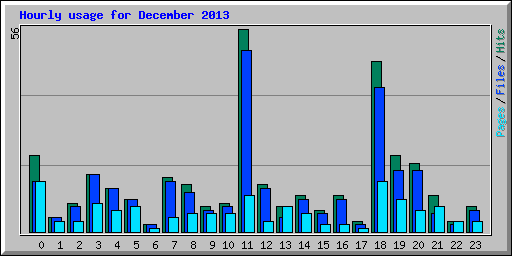 Hourly usage for December 2013
56
Pages/Files/Hits
0 1 2 3 4 5 6 7 8 9 10 11 12 13 14 15 16 17 18 19 20 21 22 23